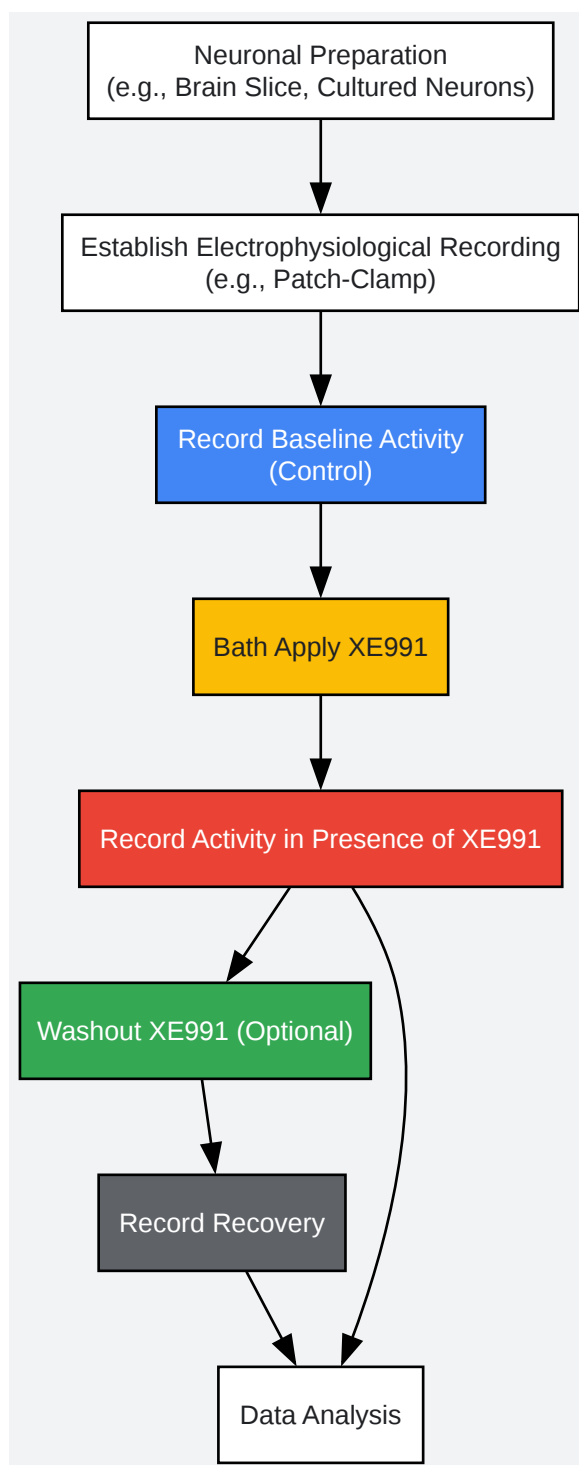 Neuronal Preparation
(e.g., Brain Slice, Cultured Neurons)
Establish Electrophysiological Recording
(e.g., Patch-Clamp)
Record Baseline Activity
(Control)
Bath Apply XE991
Record Activity in Presence of XE991
Washout XE991 (Optional)
Record Recovery
Data Analysis